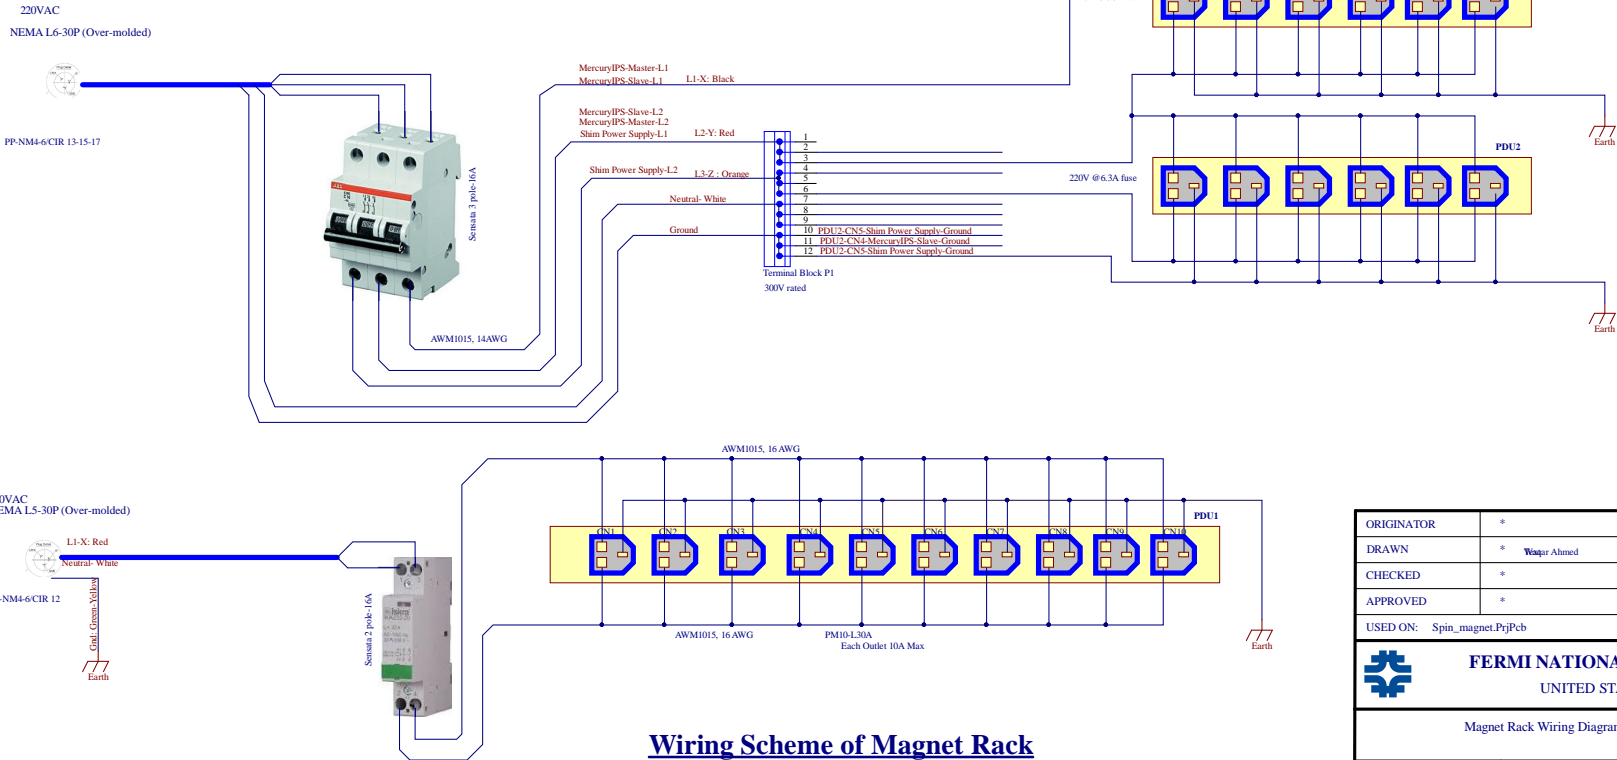 220VAC
NEMA L6-30P (Over-molded)
PP-NM4-6/CIR 13-15-17
Sensata 3 pole-16A
MercuryIPS-Master-L1
MercuryIPS-Slave-L1
L1-X: Black
MercuryIPS-Slave-L2
MercuryIPS-Master-L2
Shim Power Supply-L1
L2-Y: Red
Shim Power Supply-L2
L3-Z : Orange
Neutral- White
Ground
1
2
3
4
5
6
7
8
9
10 PDU2-CN5-Shim Power Supply-Ground
11 PDU2-CN4-MercuryIPS-Slave-Ground
12 PDU2-CN5-Shim Power Supply-Ground
Terminal Block P1
300V rated
220V @6.3A fuse
Earth
PDU2
Earth
AWM1015, 14AWG
AWM1015, 16 AWG
0VAC
EMA L5-30P (Over-molded)
L1-X: Red
Neutral- White
-NM4-6/CIR 12
Gnd: Green-Yellow
Earth
Sensata 2 pole-16A
PDU1
CN1 CN2 CN3 CN4 CN5 CN6 CN7 CN8 CN9 CN10
AWM1015, 16 AWG
PM10-L30A
Each Outlet 10A Max
Earth
Wiring Scheme of Magnet Rack
ORIGINATOR *
DRAWN * Ahmed
CHECKED *
APPROVED *
USED ON: Spin_magnet.PrjPcb
FERMI NATIONA
UNITED STA
Magnet Rack Wiring Diagram